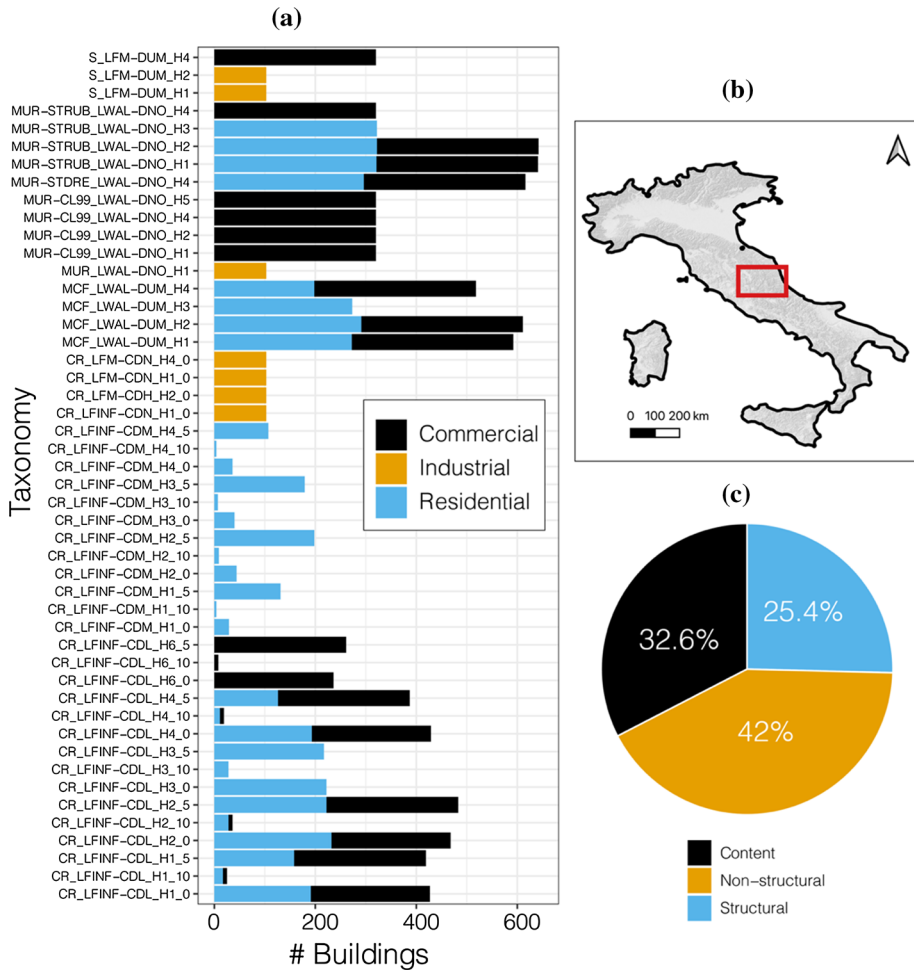 (a)
S_LFM-DUM_H4
S_LFM-DUM_H2
S_LFM-DUM_H1
MUR-STRUB_LWAL-DNO_H4
MUR-STRUB_LWAL-DNO_H3
MUR-STRUB_LWAL-DNO_H2
MUR-STRUB_LWAL-DNO_H1
MUR-STDRE_LWAL-DNO_H4
MUR-CL99_LWAL-DNO_H5
MUR-CL99_LWAL-DNO_H4
MUR-CL99_LWAL-DNO_H2
MUR-CL99_LWAL-DNO_H1
MUR_LWAL-DNO_H1
MCF_LWAL-DUM_H4
MCF_LWAL-DUM_H3
MCF_LWAL-DUM_H2
MCF_LWAL-DUM_H1
CR_LFM-CDN_H4_0
CR_LFM-CDN_H1_0
CR_LFM-CDH_H2_0
CR_LFINF-CDN_H1_0
CR_LFINF-CDM_H4_5
CR_LFINF-CDM_H4_10
CR_LFINF-CDM_H4_0
CR_LFINF-CDM_H3_5
CR_LFINF-CDM_H3_10
CR_LFINF-CDM_H3_0
CR_LFINF-CDM_H2_5
CR_LFINF-CDM_H2_10
CR_LFINF-CDM_H2_0
CR_LFINF-CDM_H1_5
CR_LFINF-CDM_H1_10
CR_LFINF-CDM_H1_0
CR_LFINF-CDL_H6_5
CR_LFINF-CDL_H6_10
CR_LFINF-CDL_H6_0
CR_LFINF-CDL_H4_5
CR_LFINF-CDL_H4_10
CR_LFINF-CDL_H4_0
CR_LFINF-CDL_H3_5
CR_LFINF-CDL_H3_10
CR_LFINF-CDL_H3_0
CR_LFINF-CDL_H2_5
CR_LFINF-CDL_H2_10
CR_LFINF-CDL_H2_0
CR_LFINF-CDL_H1_5
CR_LFINF-CDL_H1_10
CR_LFINF-CDL_H1_0
Taxonomy
Commercial
Industrial
Residential
0 200 400 600
# Buildings
(b)
0 100 200 km
(c)
25.4%
32.6%
42%
Content
Non-structural
Structural